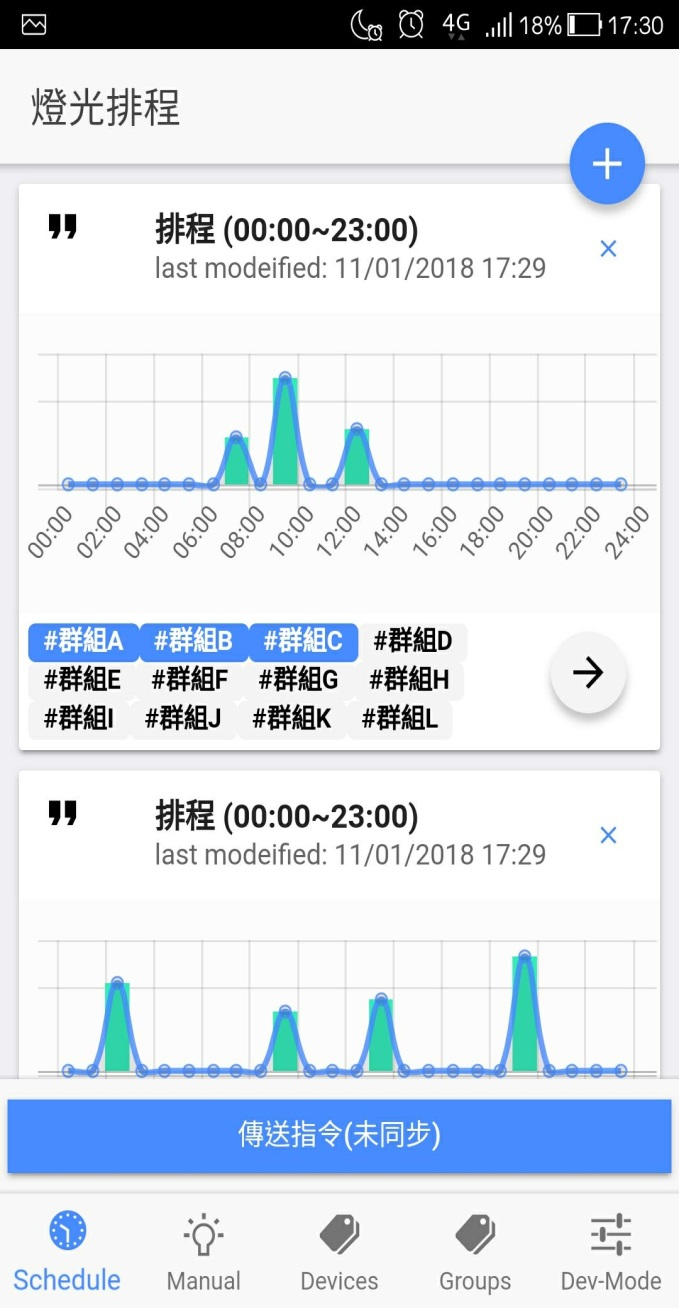 4G 18% 17:30
燈光排程
排程 (00:00~23:00)
last modeified: 11/01/2018 17:29
00:00 02:00 04:00 06:00 08:00 10:00 12:00 14:00 16:00 18:00 20:00 22:00 24:00
#群組A #群組B #群組C #群組D
#群組E #群組F #群組G #群組H
#群組I #群組J #群組K #群組L
排程 (00:00~23:00)
last modeified: 11/01/2018 17:29
傳送指令(未同步)
Schedule Manual Devices Groups Dev-Mode